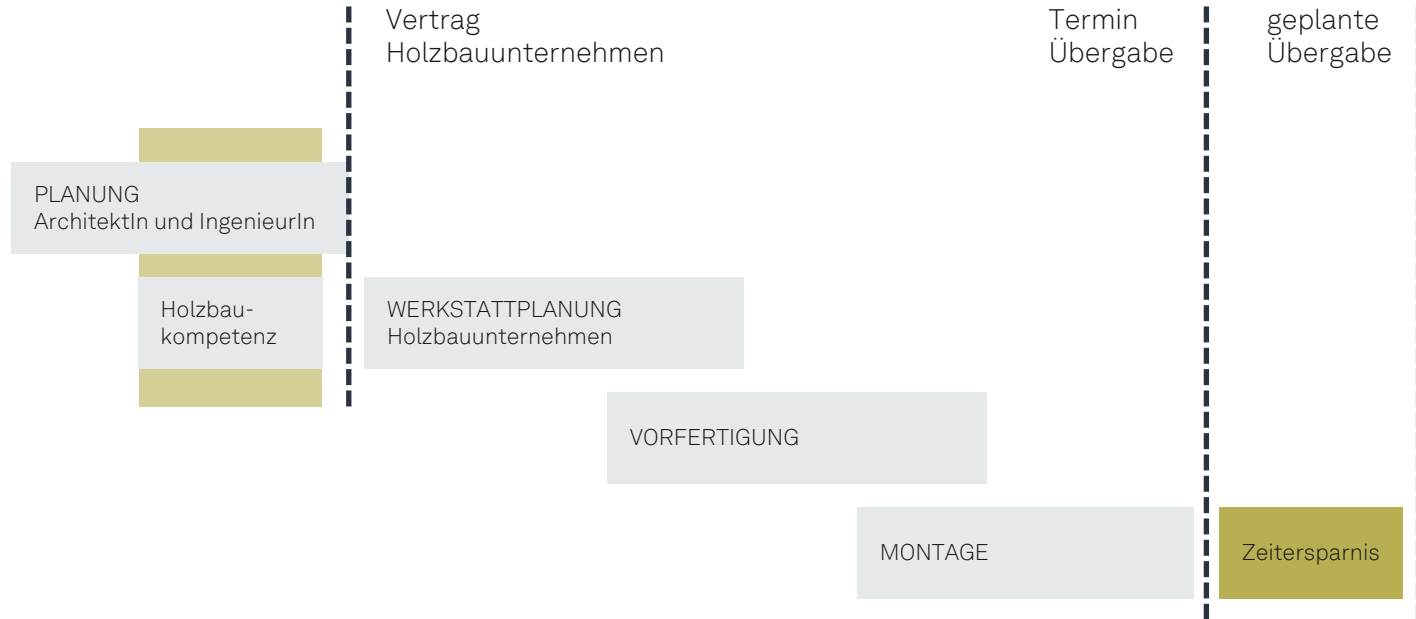 Vertrag
Holzbauunternehmen
Termin
Übergabe
geplante
Übergabe
PLANUNG
ArchitektIn und IngenieurIn
Holzbau-
kompetenz
WERKSTATTPLANUNG
Holzbauunternehmen
VORFERTIGUNG
MONTAGE
Zeitersparnis